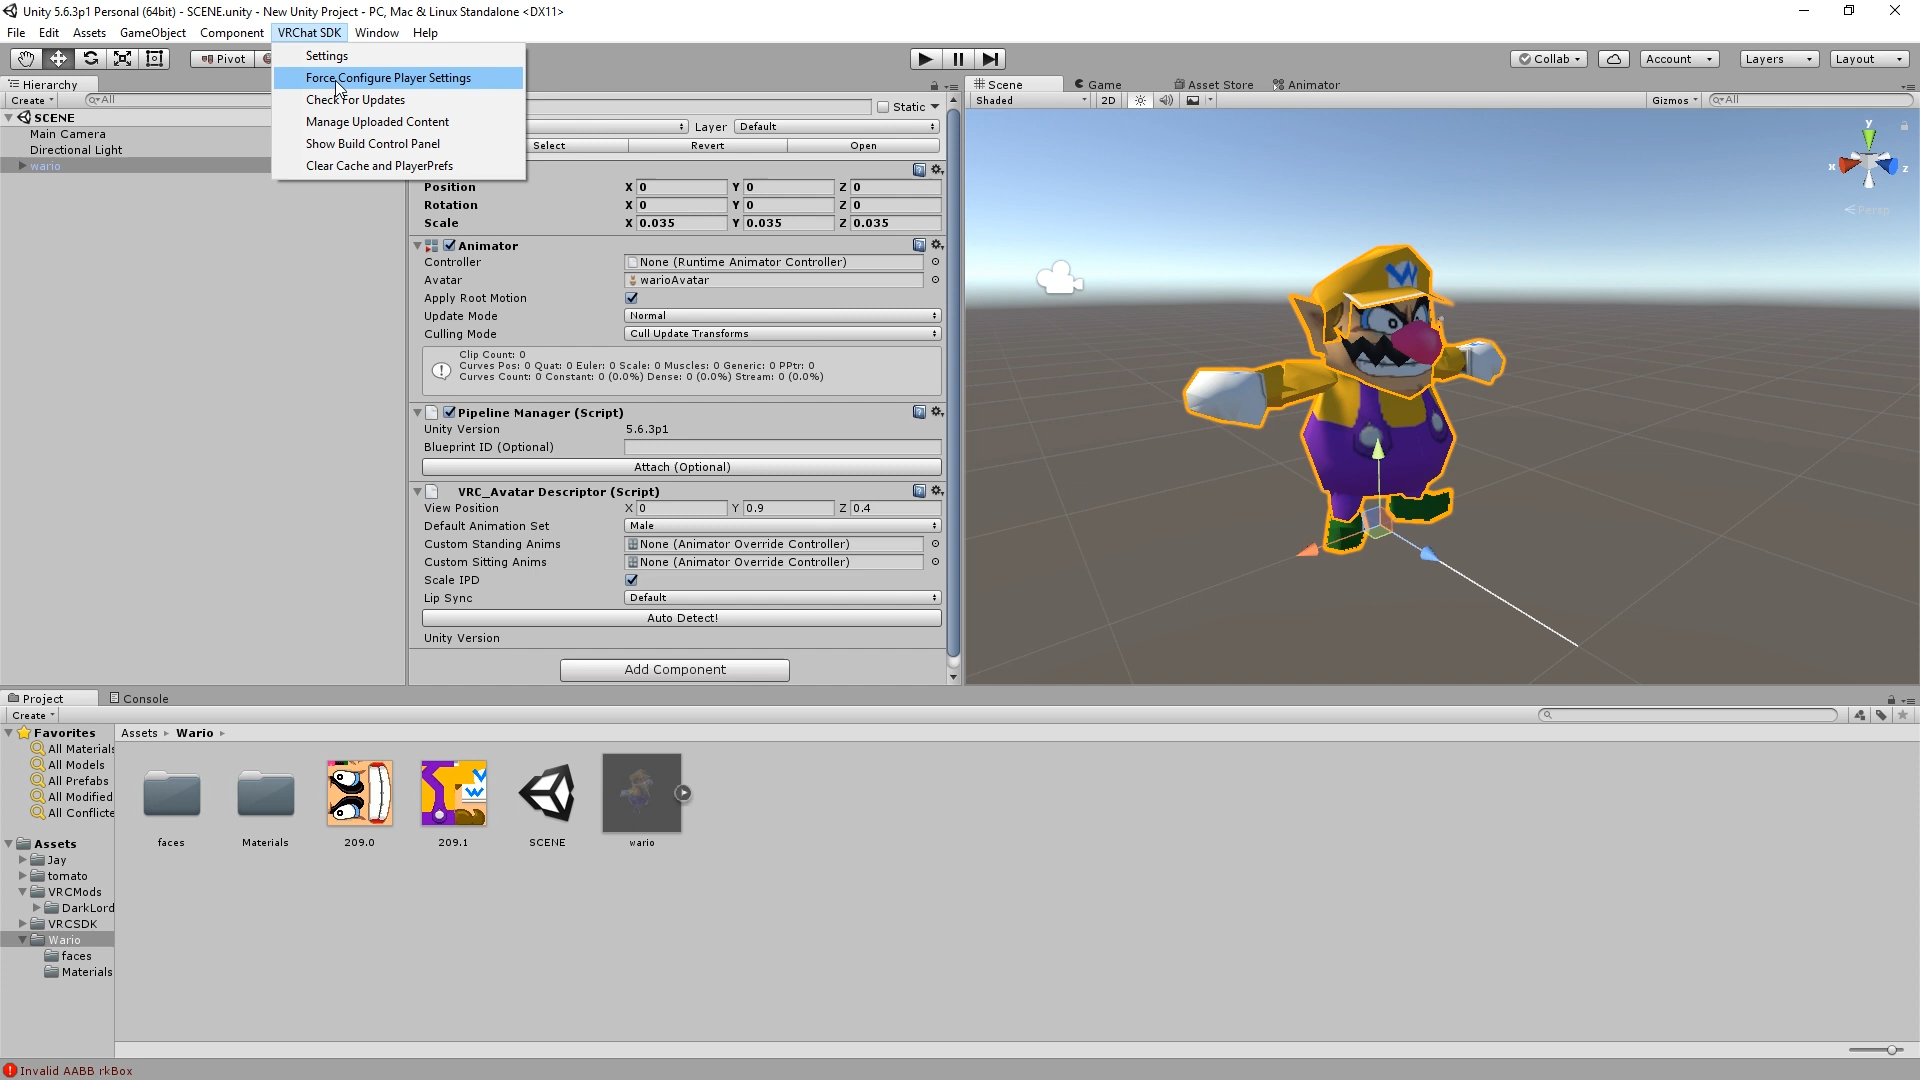 Unity 5.6.3p1 Personal (64bit) - SCENE.unity - New Unity Project - PC, Mac & Linux Standalone <DX11>
File Edit Assets GameObject Component VRChat SDK Window Help
Pivot
Collab Account Layers Layout
Settings
Force Configure Player Settings
Check For Updates
Manage Uploaded Content
Show Build Control Panel
Clear Cache and PlayerPrefs
Hierarchy
Create All
SCENE
Main Camera
Directional Light
wario
Static
Layer Default
Select Revert Open
Position X 0 Y 0 Z 0
Rotation X 0 Y 0 Z 0
Scale X 0.035 Y 0.035 Z 0.035
Animator
Controller None (Runtime Animator Controller)
Avatar warioAvatar
Apply Root Motion
Update Mode Normal
Culling Mode Cull Update Transforms
Clip Count: 0
Curves Pos: 0 Quat: 0 Euler: 0 Scale: 0 Muscles: 0 Generic: 0 PPtr: 0
Curves Count: 0 Constant: 0 (0.0%) Dense: 0 (0.0%) Stream: 0 (0.0%)
Pipeline Manager (Script)
Unity Version 5.6.3p1
Blueprint ID (Optional)
Attach (Optional)
VRC_Avatar Descriptor (Script)
View Position X 0 Y 0.9 Z 0.4
Default Animation Set Male
Custom Standing Anims None (Animator Override Controller)
Custom Sitting Anims None (Animator Override Controller)
Scale IPD
Lip Sync Default
Auto Detect!
Unity Version
Add Component
Scene Game Asset Store Animator
Shaded 2D Gizmos All
y
x z
Persp
W
Project Console
Create
Favorites
All Materials
All Models
All Prefabs
All Modified
All Conflicte
Assets
Jay
tomato
VRCMods
DarkLord
VRCSDK
Wario
faces
Materials
Assets Wario
faces Materials 209.0 209.1 SCENE wario
Invalid AABB rkBox